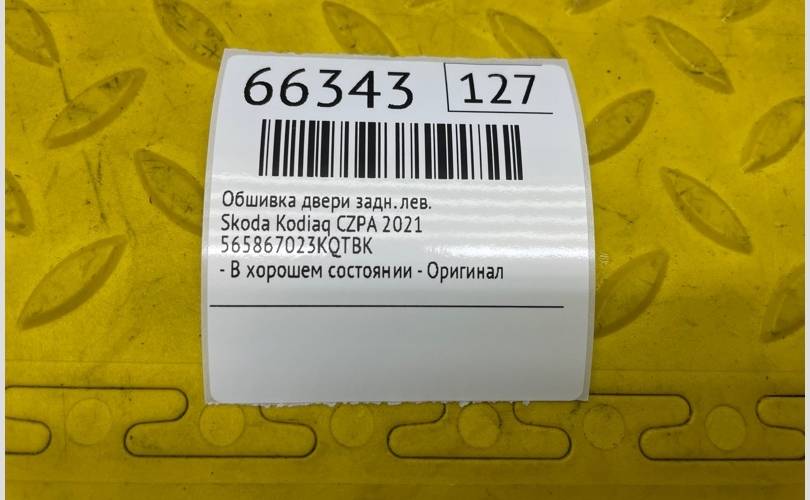 66343 127
Обшивка двери задн. лев.
Skoda Kodiaq CZPA 2021
565867023KQTBK
- В хорошем состоянии - Оригинал